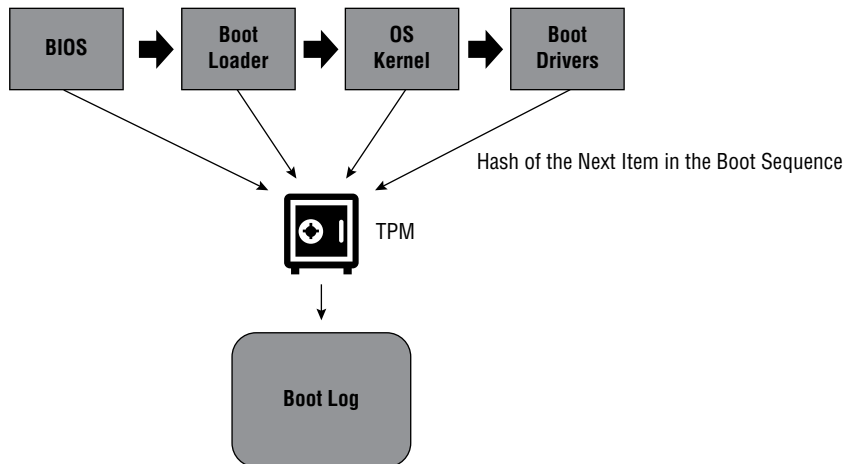 BIOS
Boot
Loader
OS
Kernel
Boot
Drivers
Hash of the Next Item in the Boot Sequence
TPM
Boot Log